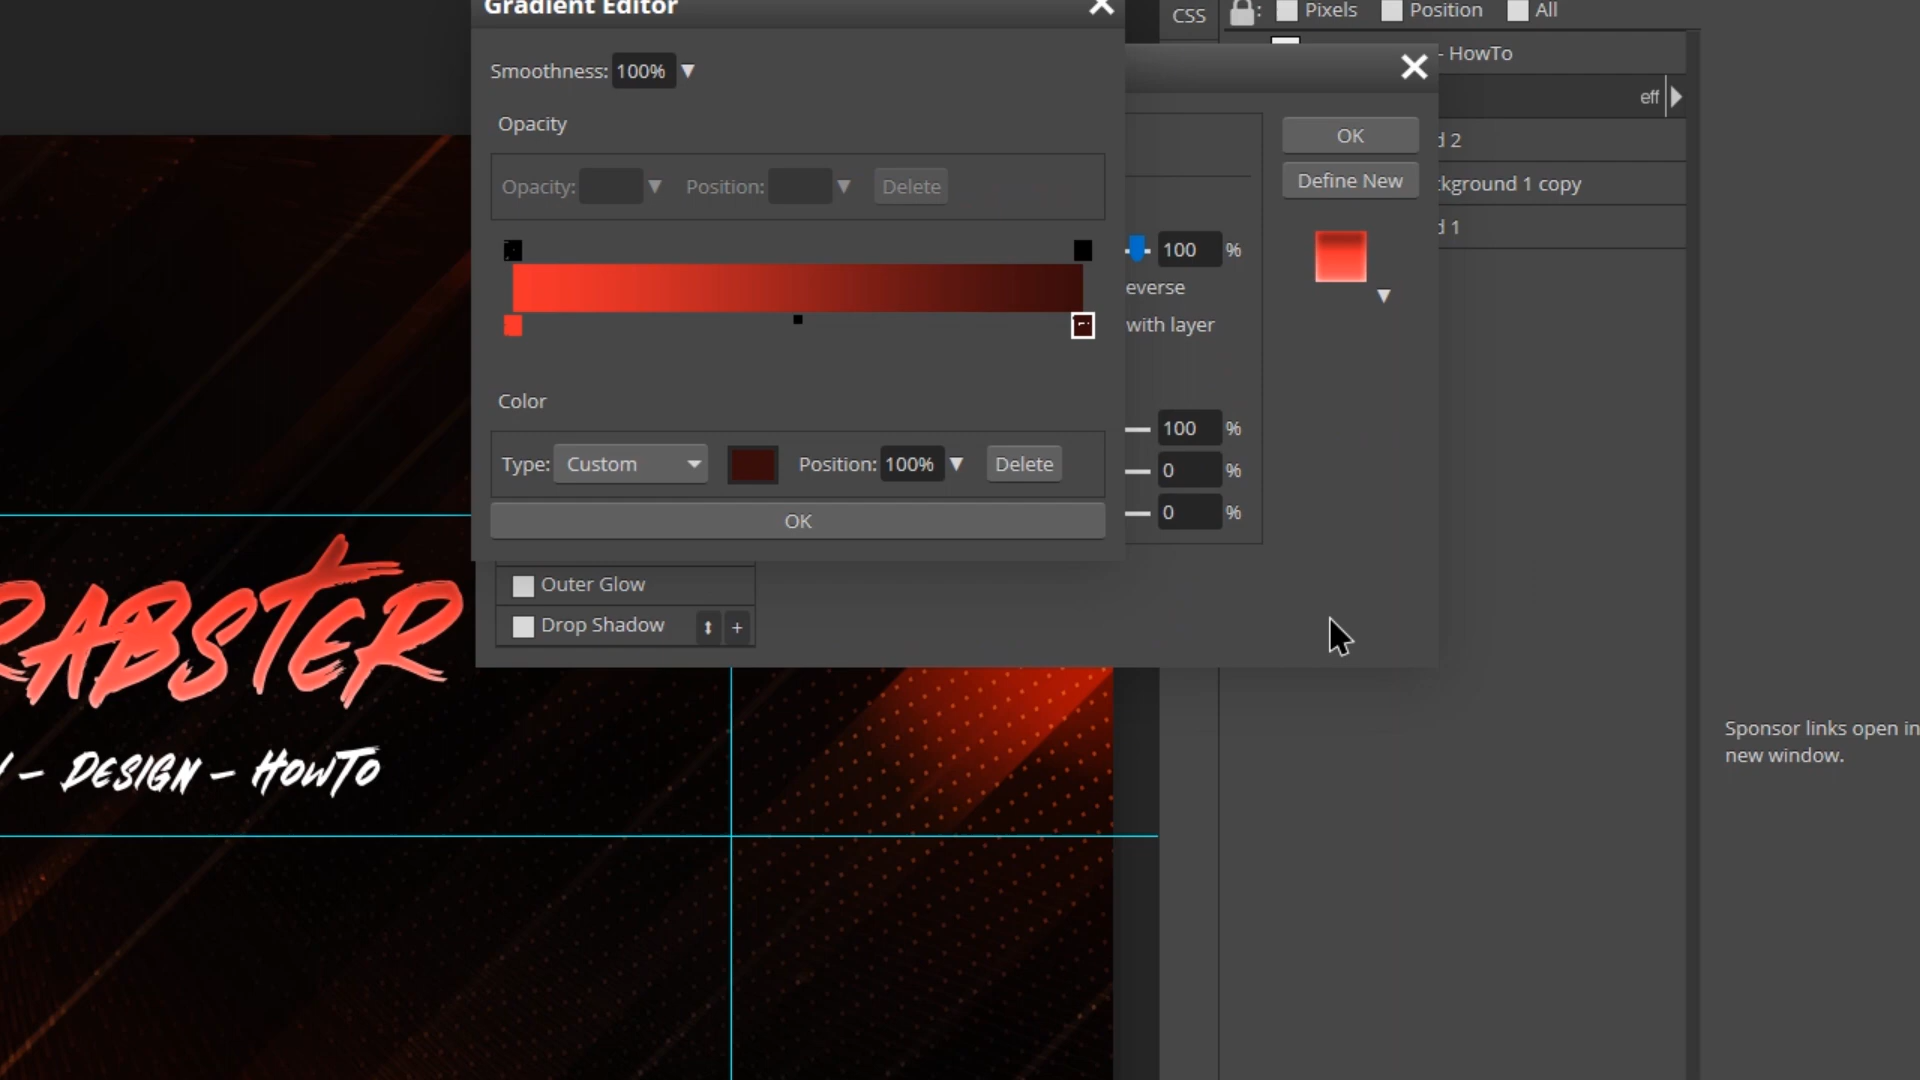 Gradient Editor
Smoothness: 100%
Opacity
Opacity:
Position:
Delete
Color
Type: Custom
Position: 100%
Delete
OK
Outer Glow
Drop Shadow
+
100 %
everse
with layer
100 %
0 %
0 %
OK
Define New
CSS
: Pixels
Position
All
- HowTo
eff
d 2
kground 1 copy
d 1
RABSTER
– DESIGN – HOWTO
Sponsor links open in
new window.